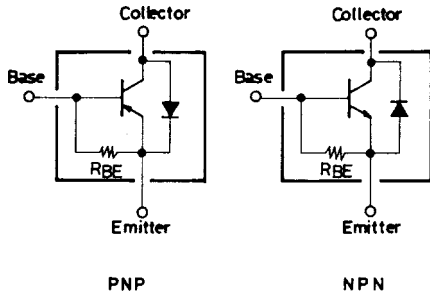 Collector
Base
RBE
Emitter
PNP
Collector
Base
RBE
Emitter
NPN